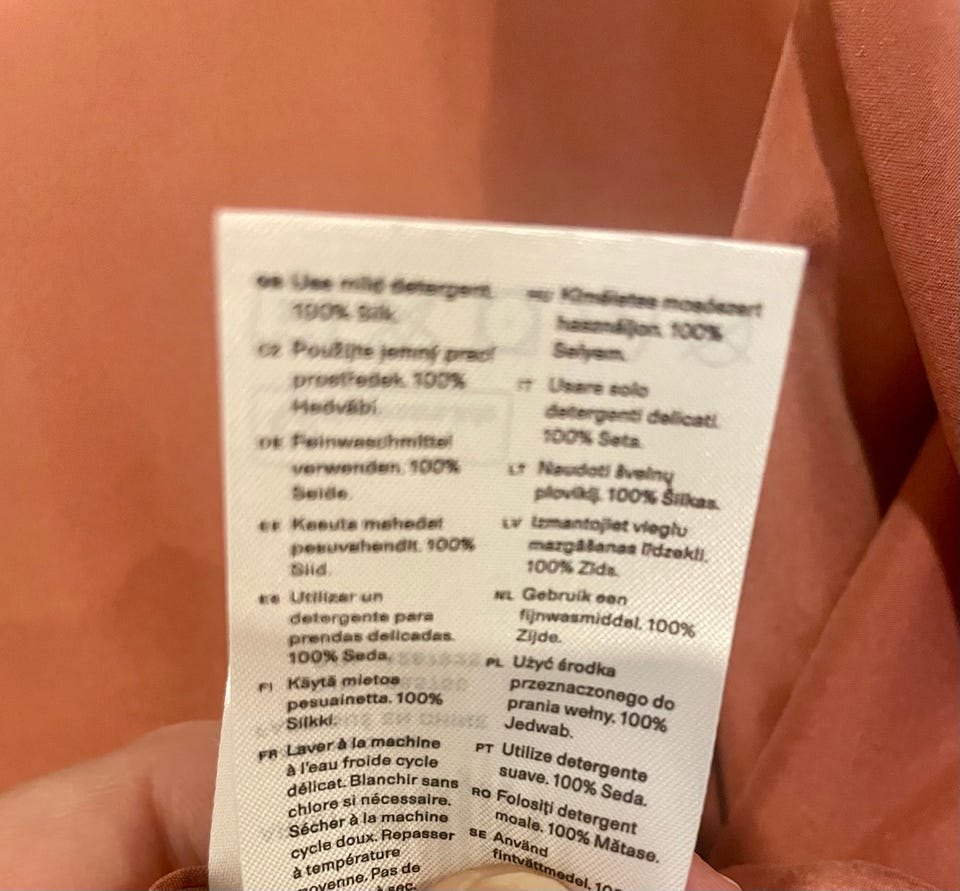 GB Use mild detergent.
100% Silk.
CZ Použijte jemný prací
prostředek. 100%
Hedvábí.
DE Feinwaschmittel
verwenden. 100%
Seide.
EE Kasuta mahedat
pesuvahendit. 100%
Siid.
ES Utilizar un
detergente para
prendas delicadas.
100% Seda.
FI Käytä mietoa
pesuainetta. 100%
Silkki.
FR Laver à la machine
à l'eau froide cycle
délicat. Blanchir sans
chlore si nécessaire.
Sécher à la machine
cycle doux. Repasser
à température
moyenne. Pas de
à sec.
HU Kíméletes mosószert
használjon. 100%
Selyem.
IT Usare solo
detergenti delicati.
100% Seta.
LT Naudoti švelnų
ploviklį. 100% Šilkas.
LV Izmantojiet vieglu
mazgāšanas līdzekli.
100% Zīds.
NL Gebruik een
fijnwasmiddel. 100%
Zijde.
PL Użyć środka
przeznaczonego do
prania wełny. 100%
Jedwab.
PT Utilize detergente
suave. 100% Seda.
RO Folosiți detergent
moale. 100% Mătase.
SE Använd
fintvättmedel.